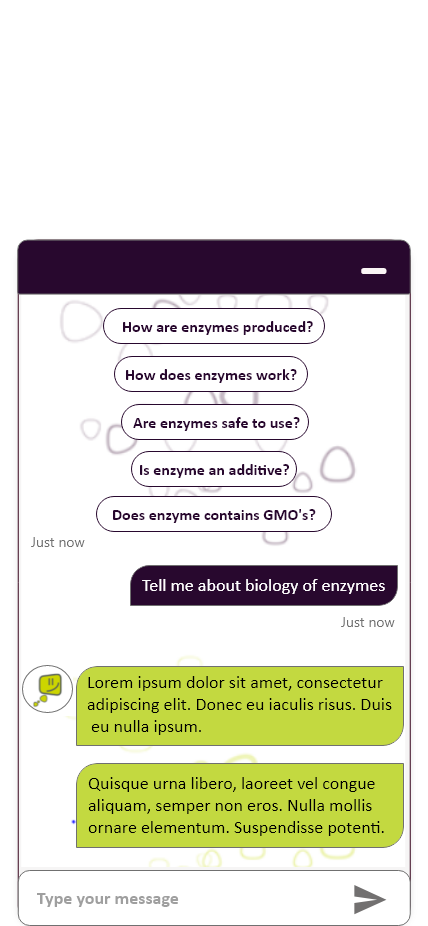 How are enzymes produced?
How does enzymes work?
Are enzymes safe to use?
Is enzyme an additive?
Does enzyme contains GMO's?
Just now
Tell me about biology of enzymes
Just now
Lorem ipsum dolor sit amet, consectetur
adipiscing elit. Donec eu iaculis risus. Duis
eu nulla ipsum.
Quisque urna libero, laoreet vel congue
aliquam, semper non eros. Nulla mollis
ornare elementum. Suspendisse potenti.
Type your message